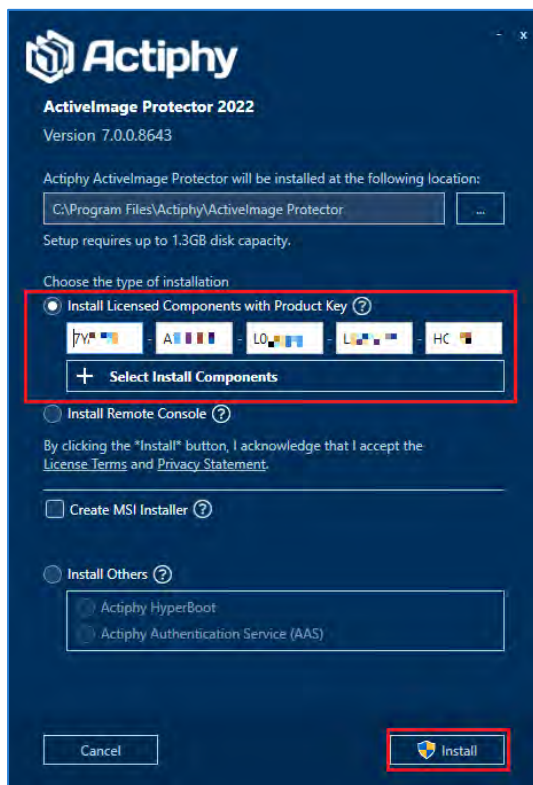 - x
Actiphy
ActiveImage Protector 2022
Version 7.0.0.8643
Actiphy ActiveImage Protector will be installed at the following location:
C:\Program Files\Actiphy\ActiveImage Protector ...
Setup requires up to 1.3GB disk capacity.
Choose the type of installation
Install Licensed Components with Product Key ?
- - - -
+ Select Install Components
Install Remote Console ?
By clicking the *Install* button, I acknowledge that I accept the
License Terms and Privacy Statement.
Create MSI Installer ?
Install Others ?
Actiphy HyperBoot
Actiphy Authentication Service (AAS)
Cancel Install